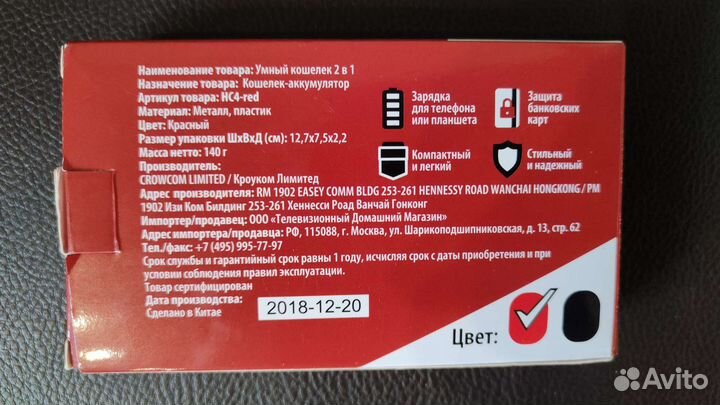 Наименование товара: Умный кошелек 2 в 1
Назначение товара: Кошелек-аккумулятор
Артикул товара: HC4-red
Материал: Металл, пластик
Цвет: Красный
Размер упаковки ШхВхД (см): 12,7х7,5х2,2
Масса нетто: 140 г
Производитель:
CROWCOM LIMITED / Кроуком Лимитед
Адрес производителя: RM 1902 EASEY COMM BLDG 253-261 HENNESSY ROAD WANCHAI HONGKONG / РМ
1902 Изи Ком Билдинг 253-261 Хеннесси Роад Ванчай Гонконг
Импортер/продавец: ООО «Телевизионный Домашний Магазин»
Адрес импортера/продавца: РФ, 115088, г. Москва, ул. Шарикоподшипниковская, д. 13, стр. 62
Тел./факс: +7 (495) 995-77-97
Срок службы и гарантийный срок равны 1 году, исчисляя срок с даты приобретения и при
условии соблюдения правил эксплуатации.
Товар сертифицирован
Дата производства: 2018-12-20
Сделано в Китае
Зарядка
для телефона
или планшета
Защита
банковских
карт
Компактный
и легкий
Стильный
и надежный
Цвет:
Avito